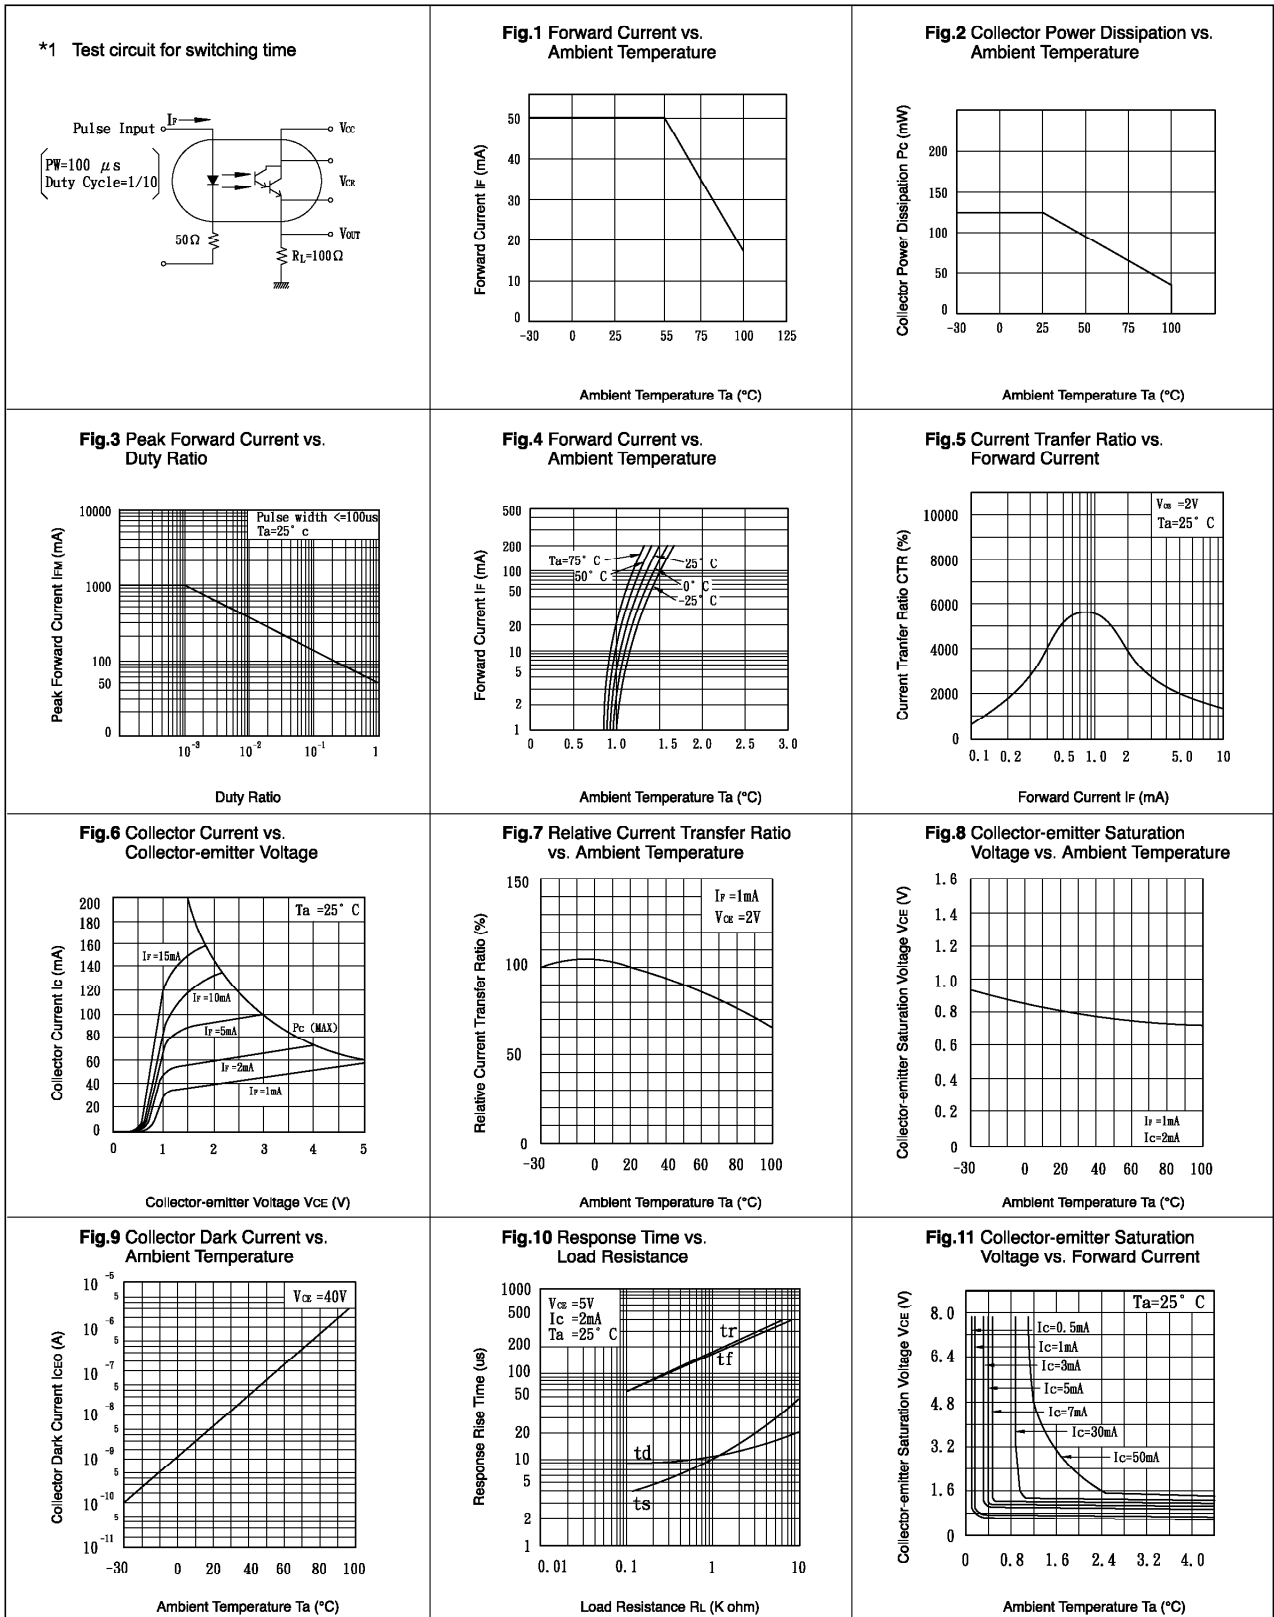 *1 Test circuit for switching time
IF
Pulse Input
Vcc
PW=100 μs
Duty Cycle=1/10
VCR
50Ω
VOUT
RL=100Ω
Fig.1 Forward Current vs.
Ambient Temperature
Forward Current IF (mA)
50
40
30
20
10
0
-30 0 25 55 75 100 125
Ambient Temperature Ta (°C)
Fig.2 Collector Power Dissipation vs.
Ambient Temperature
Collector Power Dissipation Pc (mW)
200
150
100
50
0
-30 0 25 50 75 100
Ambient Temperature Ta (°C)
Fig.3 Peak Forward Current vs.
Duty Ratio
Peak Forward Current IFM (mA)
Pulse width <=100us
Ta=25° c
10000
1000
100
50
0
10-3 10-2 10-1 1
Duty Ratio
Fig.4 Forward Current vs.
Ambient Temperature
Forward Current IF (mA)
500
200
100
50
20
10
5
2
1
Ta=75° C
50° C
25° C
0° C
-25° C
0 0.5 1.0 1.5 2.0 2.5 3.0
Ambient Temperature Ta (°C)
Fig.5 Current Tranfer Ratio vs.
Forward Current
Current Tranfer Ratio CTR (%)
VCE =2V
Ta=25° C
10000
8000
6000
4000
2000
0
0.1 0.2 0.5 1.0 2 5.0 10
Forward Current IF (mA)
Fig.6 Collector Current vs.
Collector-emitter Voltage
Collector Current Ic (mA)
Ta =25° C
200
180
160
140
120
100
80
60
40
20
0
IF=15mA
IF=10mA
IF=5mA
Pc (MAX)
IF=2mA
IF=1mA
0 1 2 3 4 5
Collector-emitter Voltage VCE (V)
Fig.7 Relative Current Transfer Ratio
vs. Ambient Temperature
Relative Current Transfer Ratio (%)
IF =1mA
VCE =2V
150
100
50
0
-30 0 20 40 60 80 100
Ambient Temperature Ta (°C)
Fig.8 Collector-emitter Saturation
Voltage vs. Ambient Temperature
Collector-emitter Saturation Voltage VCE (V)
1.6
1.4
1.2
1.0
0.8
0.6
0.4
0.2
0
IF =1mA
Ic=2mA
-30 0 20 40 60 80 100
Ambient Temperature Ta (°C)
Fig.9 Collector Dark Current vs.
Ambient Temperature
Collector Dark Current ICEO (A)
VCE =40V
10 -5
5
10 -6
5
10 -7
5
10 -8
5
10 -9
5
10 -10
5
10 -11
-30 0 20 40 60 80 100
Ambient Temperature Ta (°C)
Fig.10 Response Time vs.
Load Resistance
Response Rise Time (us)
VCE =5V
Ic =2mA
Ta =25° C
1000
500
200
100
50
20
10
5
2
1
tr
tf
td
ts
0.01 0.1 1 10
Load Resistance RL (K ohm)
Fig.11 Collector-emitter Saturation
Voltage vs. Forward Current
Collector-emitter Saturation Voltage VCE (V)
Ta=25° C
8.0
6.4
4.8
3.2
1.6
0
Ic=0.5mA
Ic=1mA
Ic=3mA
Ic=5mA
Ic=7mA
Ic=30mA
Ic=50mA
0 0.8 1.6 2.4 3.2 4.0
Ambient Temperature Ta (°C)